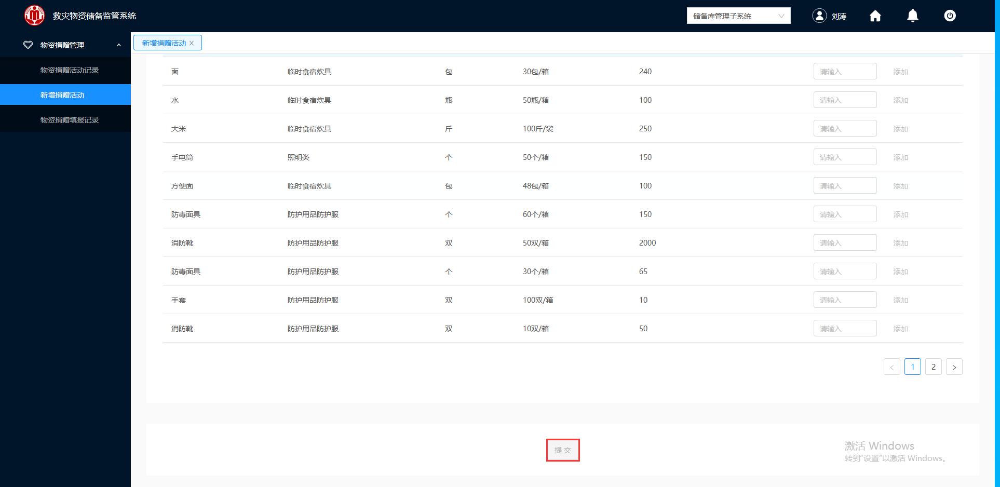 救灾物资储备监管系统
储备库管理子系统
刘涛
物资捐赠管理
物资捐赠活动记录
新增捐赠活动
物资捐赠填报记录
新增捐赠活动
面 临时食宿炊具 包 30包/箱 240 请输入 添加
水 临时食宿炊具 瓶 50瓶/箱 100 请输入 添加
大米 临时食宿炊具 斤 100斤/袋 250 请输入 添加
手电筒 照明类 个 50个/箱 150 请输入 添加
方便面 临时食宿炊具 包 48包/箱 100 请输入 添加
防毒面具 防护用品防护服 个 60个/箱 150 请输入 添加
消防靴 防护用品防护服 双 50双/箱 2000 请输入 添加
防毒面具 防护用品防护服 个 30个/箱 65 请输入 添加
手套 防护用品防护服 双 100双/箱 10 请输入 添加
消防靴 防护用品防护服 双 10双/箱 50 请输入 添加
< 1 2 >
提 交
激活 Windows
转到“设置”以激活 Windows。